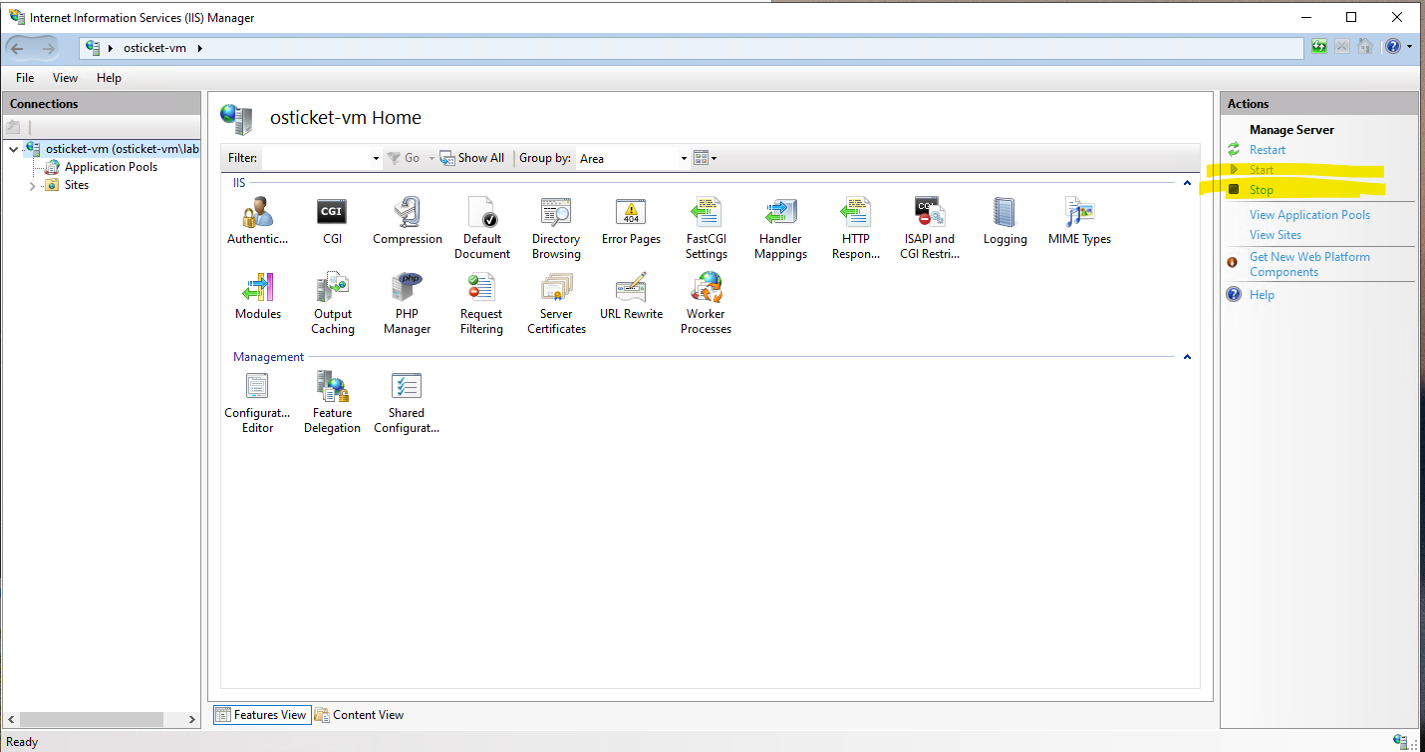 Internet Information Services (IIS) Manager
osticket-vm
File View Help
Connections
osticket-vm (osticket-vm\lab
Application Pools
Sites
osticket-vm Home
Filter: Go Show All Group by: Area
IIS
Authentic... CGI Compression Default Document Directory Browsing Error Pages FastCGI Settings Handler Mappings HTTP Respon... ISAPI and CGI Restri... Logging MIME Types
Modules Output Caching PHP Manager Request Filtering Server Certificates URL Rewrite Worker Processes
Management
Configurat... Editor Feature Delegation Shared Configurat...
Features View Content View
Actions
Manage Server
Restart
Start
Stop
View Application Pools
View Sites
Get New Web Platform
Components
Help
Ready